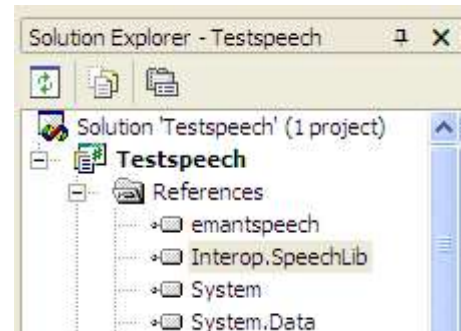 Solution Explorer - Testspeech
Solution 'Testspeech' (1 project)
Testspeech
References
emantspeech
Interop.SpeechLib
System
System.Data